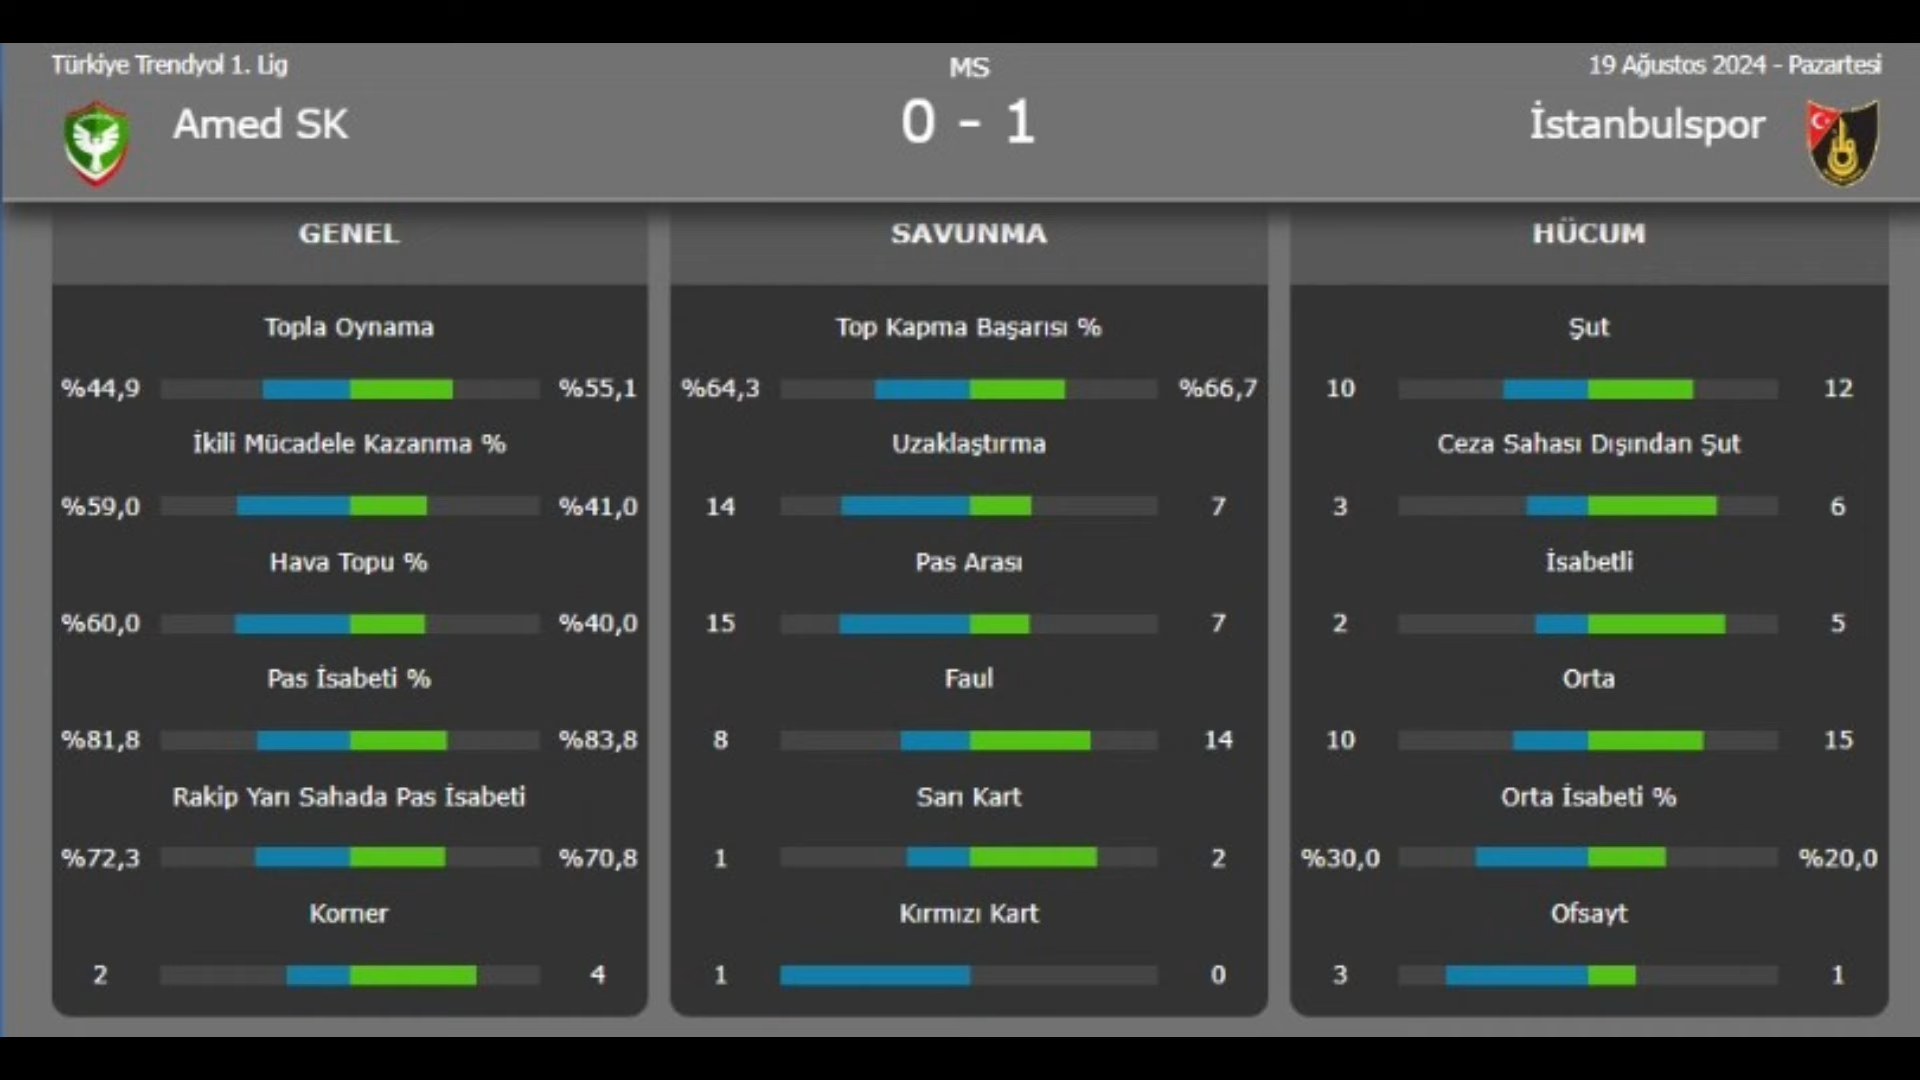 Türkiye Trendyol 1. Lig
MS
19 Ağustos 2024 - Pazartesi
Amed SK
0 - 1
İstanbulspor
GENEL
Topla Oynama
%44,9 %55,1
İkili Mücadele Kazanma %
%59,0 %41,0
Hava Topu %
%60,0 %40,0
Pas İsabeti %
%81,8 %83,8
Rakip Yarı Sahada Pas İsabeti
%72,3 %70,8
Korner
2 4
SAVUNMA
Top Kapma Başarısı %
%64,3 %66,7
Uzaklaştırma
14 7
Pas Arası
15 7
Faul
8 14
Sarı Kart
1 2
Kırmızı Kart
1 0
HÜCUM
Şut
10 12
Ceza Sahası Dışından Şut
3 6
İsabetli
2 5
Orta
10 15
Orta İsabeti %
%30,0 %20,0
Ofsayt
3 1